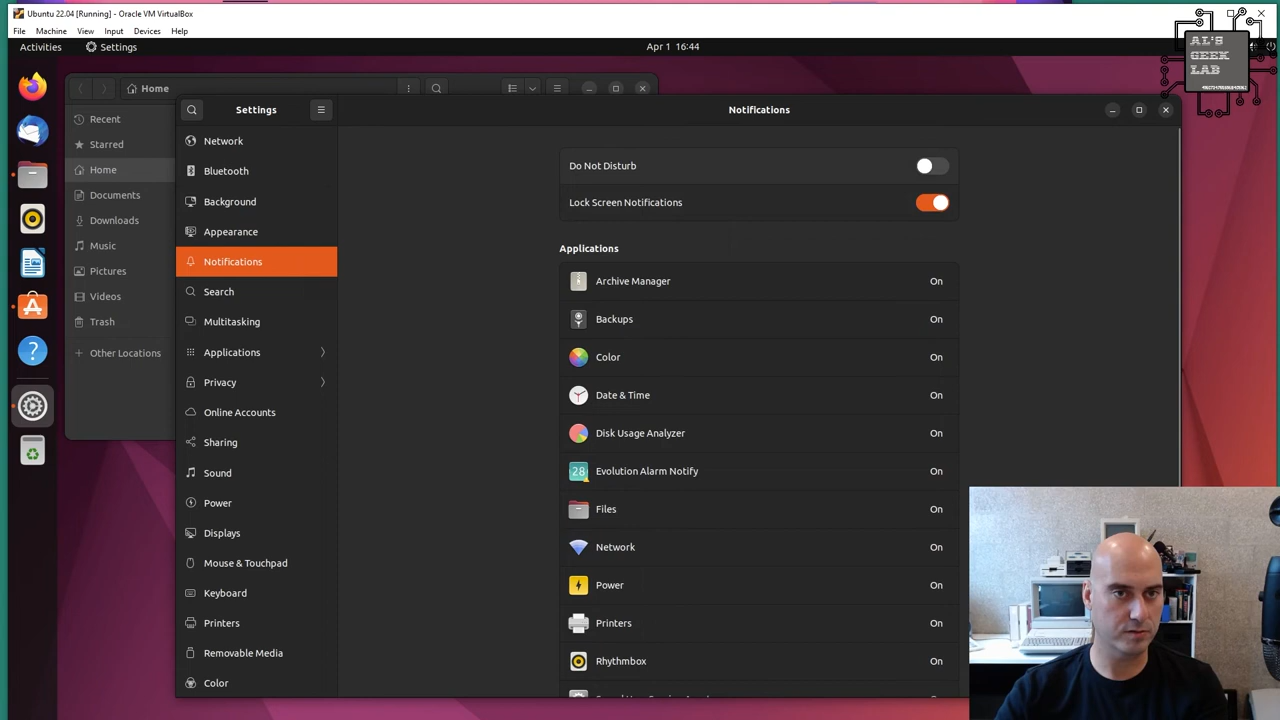 Ubuntu 22.04 [Running] - Oracle VM VirtualBox
File Machine View Input Devices Help
Activities Settings Apr 1 16:44
AL'S
GEEK
LAB
Home
Recent
Starred
Home
Documents
Downloads
Music
Pictures
Videos
Trash
Other Locations
Settings
Network
Bluetooth
Background
Appearance
Notifications
Search
Multitasking
Applications
Privacy
Online Accounts
Sharing
Sound
Power
Displays
Mouse & Touchpad
Keyboard
Printers
Removable Media
Color
Notifications
Do Not Disturb
Lock Screen Notifications
Applications
Archive Manager On
Backups On
Color On
Date & Time On
Disk Usage Analyzer On
28 Evolution Alarm Notify On
Files On
Network On
Power On
Printers On
Rhythmbox On